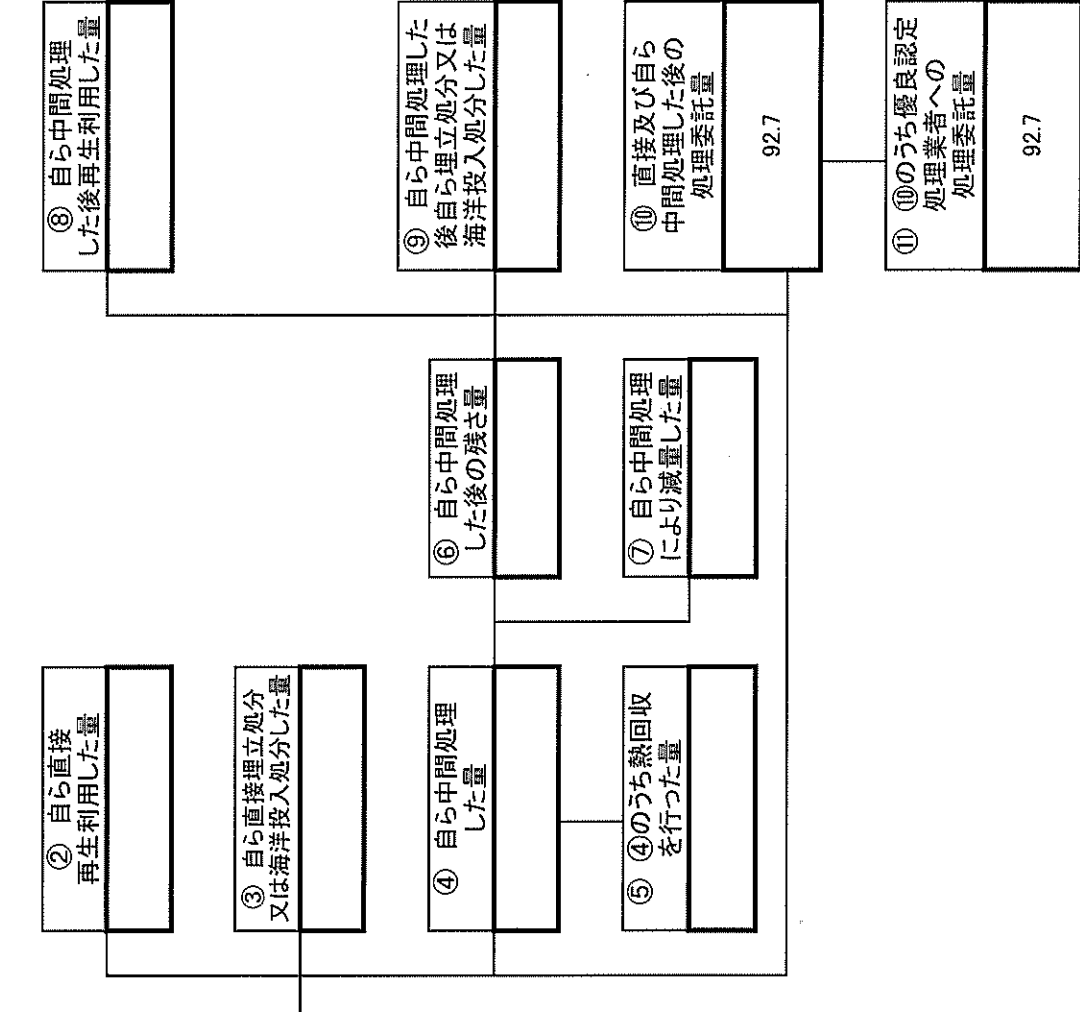 ② 自ら直接
再生利用した量
③ 自ら直接埋立処分
又は海洋投入処分した量
④ 自ら中間処理
した量
⑤ ④のうち熱回収
を行った量
⑥ 自ら中間処理
した後の残さ量
⑦ 自ら中間処理
により減量した量
⑧ 自ら中間処理
した後再生利用した量
⑨ 自ら中間処理した
後自ら埋立処分又は
海洋投入処分した量
⑩ 直接及び自ら
中間処理した後の
処理委託量
92.7
⑪ ⑩のうち優良認定
処理業者への
処理委託量
92.7